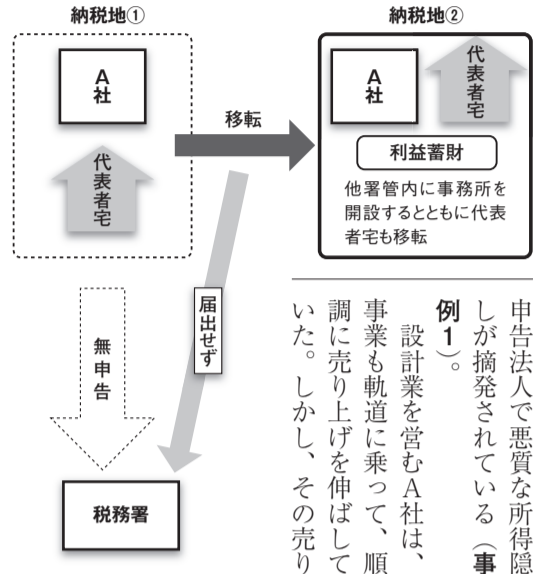 納税地①
A社
代表者宅
移転
納税地②
A社
代表者宅
利益蓄財
他署管内に事務所を
開設するとともに代表
者宅も移転
届出せず
無申告
税務署
申告法人で悪質な所得隠
しが摘発されている（事
例1）。
設計業を営むA社は、
事業も軌道に乗って、順
調に売り上げを伸ばして
いた。しかし、その売り